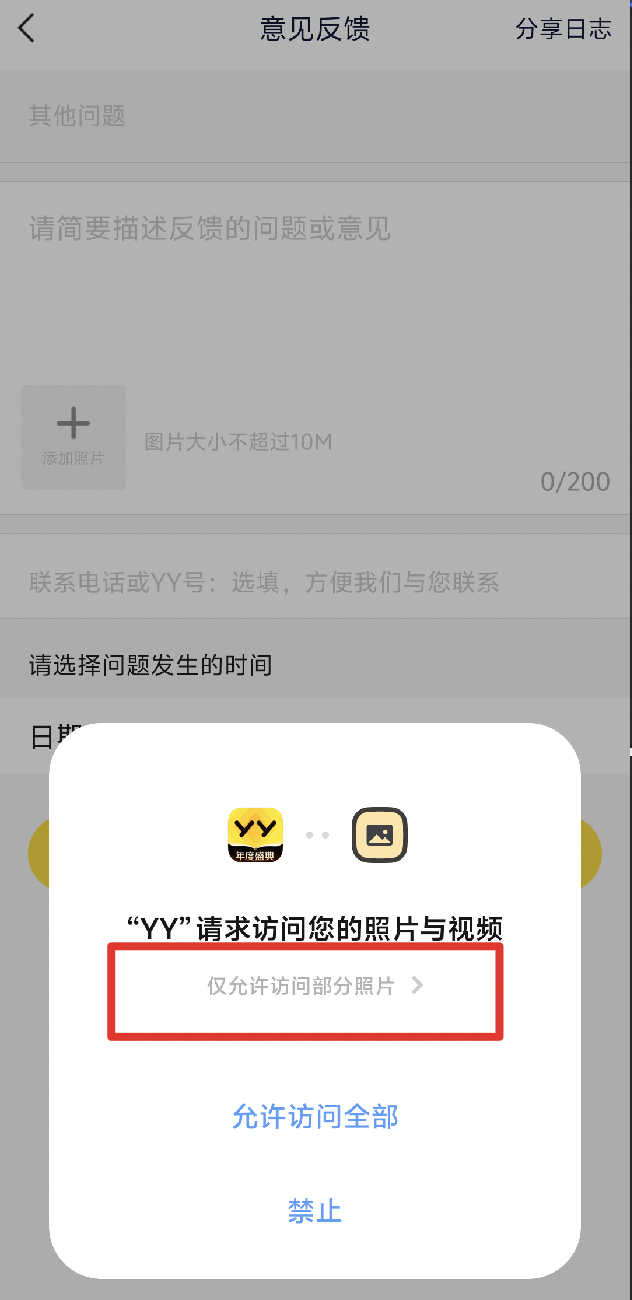 意见反馈
分享日志
其他问题
请简要描述反馈的问题或意见
添加照片
图片大小不超过10M
0/200
联系电话或YY号：选填，方便我们与您联系
请选择问题发生的时间
日期
YY
年度盛典
“YY”请求访问您的照片与视频
仅允许访问部分照片
允许访问全部
禁止